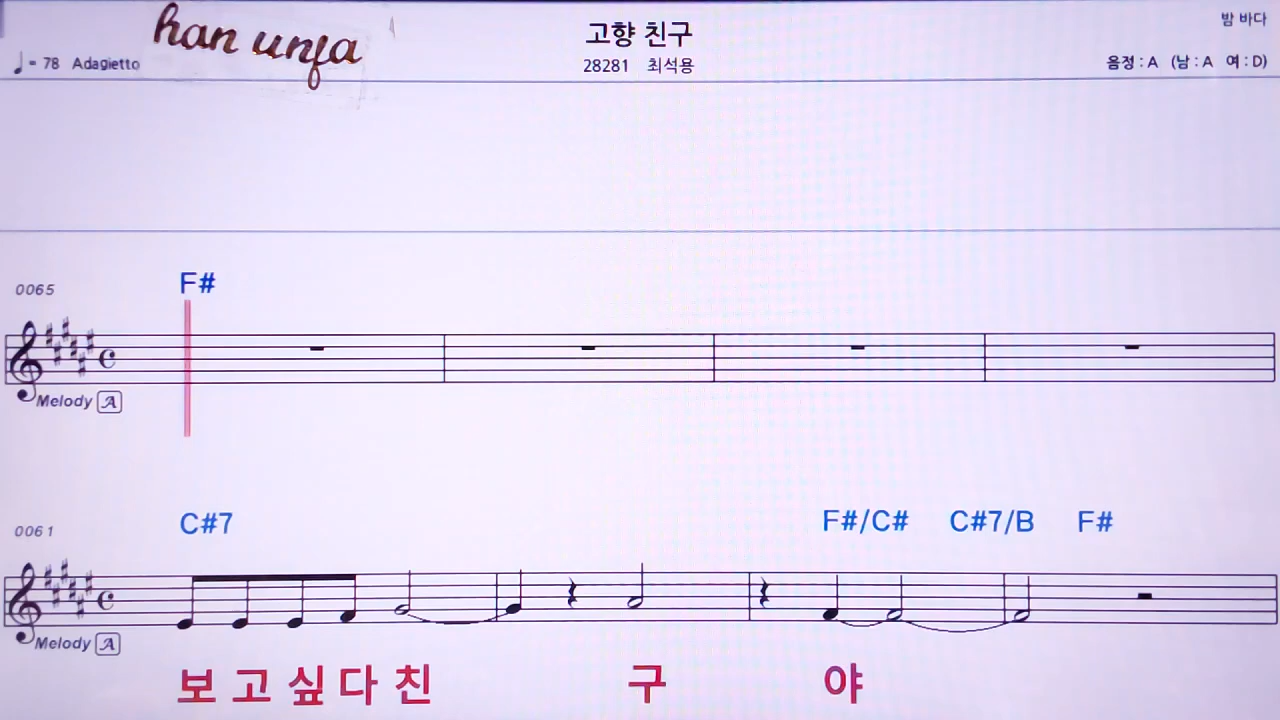 han unja
고향 친구
밤 바다
♩= 78 Adagietto
28281 최석용
음정 : A (남 : A 여 : D)
F#
0065
Melody A
C#7 F#/C# C#7/B F#
0061
Melody A
보 고 싶 다 친 구 야